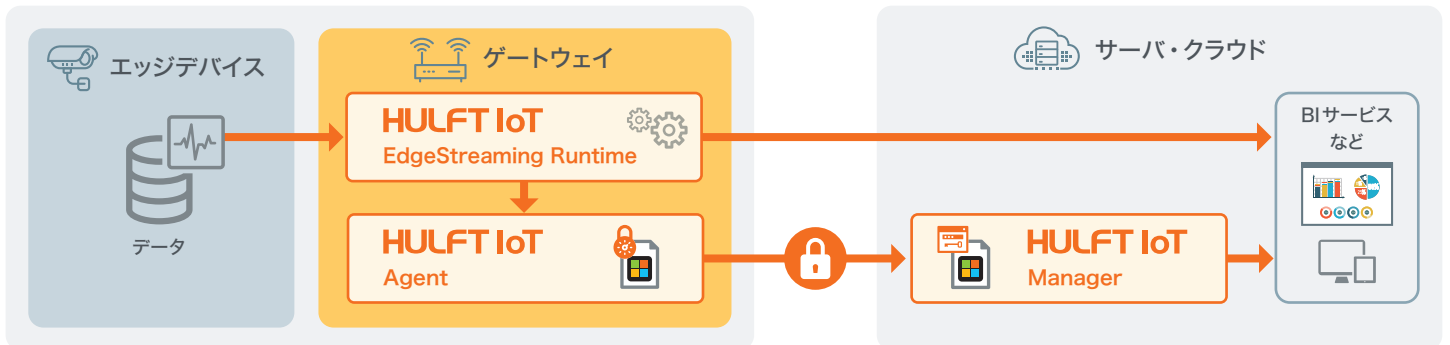 エッジデバイス
データ
ゲートウェイ
HULFT IoT
EdgeStreaming Runtime
HULFT IoT
Agent
サーバ・クラウド
HULFT IoT
Manager
BIサービス
など